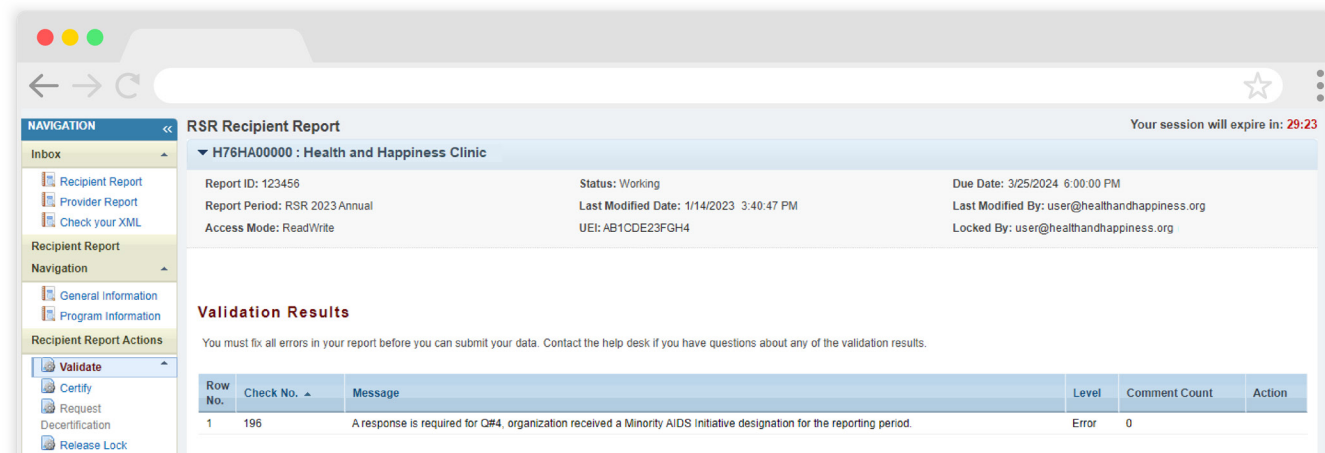 NAVIGATION «
Inbox
Recipient Report
Provider Report
Check your XML
Recipient Report
Navigation
General Information
Program Information
Recipient Report Actions
Validate
Certify
Request
Decertification
Release Lock
RSR Recipient Report
Your session will expire in: 29:23
H76HA00000 : Health and Happiness Clinic
Report ID: 123456 Status: Working Due Date: 3/25/2024 6:00:00 PM
Report Period: RSR 2023 Annual Last Modified Date: 1/14/2023 3:40:47 PM Last Modified By: user@healthandhappiness.org
Access Mode: ReadWrite UEI: AB1CDE23FGH4 Locked By: user@healthandhappiness.org
Validation Results
You must fix all errors in your report before you can submit your data. Contact the help desk if you have questions about any of the validation results.
Row No. Check No. Message Level Comment Count Action
1 196 A response is required for Q#4, organization received a Minority AIDS Initiative designation for the reporting period. Error 0